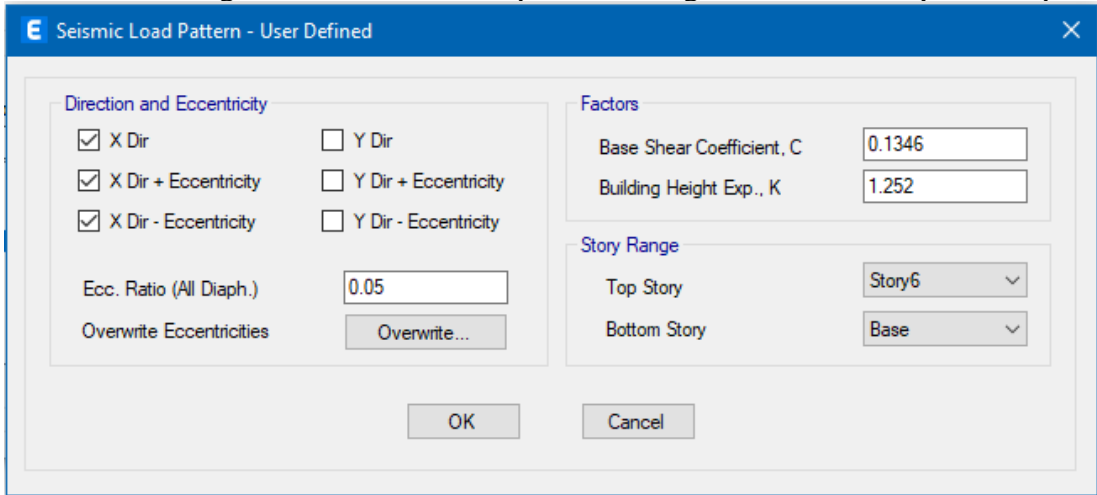 E Seismic Load Pattern - User Defined
Direction and Eccentricity
X Dir
Y Dir
X Dir + Eccentricity
Y Dir + Eccentricity
X Dir - Eccentricity
Y Dir - Eccentricity
Ecc. Ratio (All Diaph.)
0.05
Overwrite Eccentricities
Overwrite...
Factors
Base Shear Coefficient, C
0.1346
Building Height Exp., K
1.252
Story Range
Top Story
Story6
Bottom Story
Base
OK
Cancel